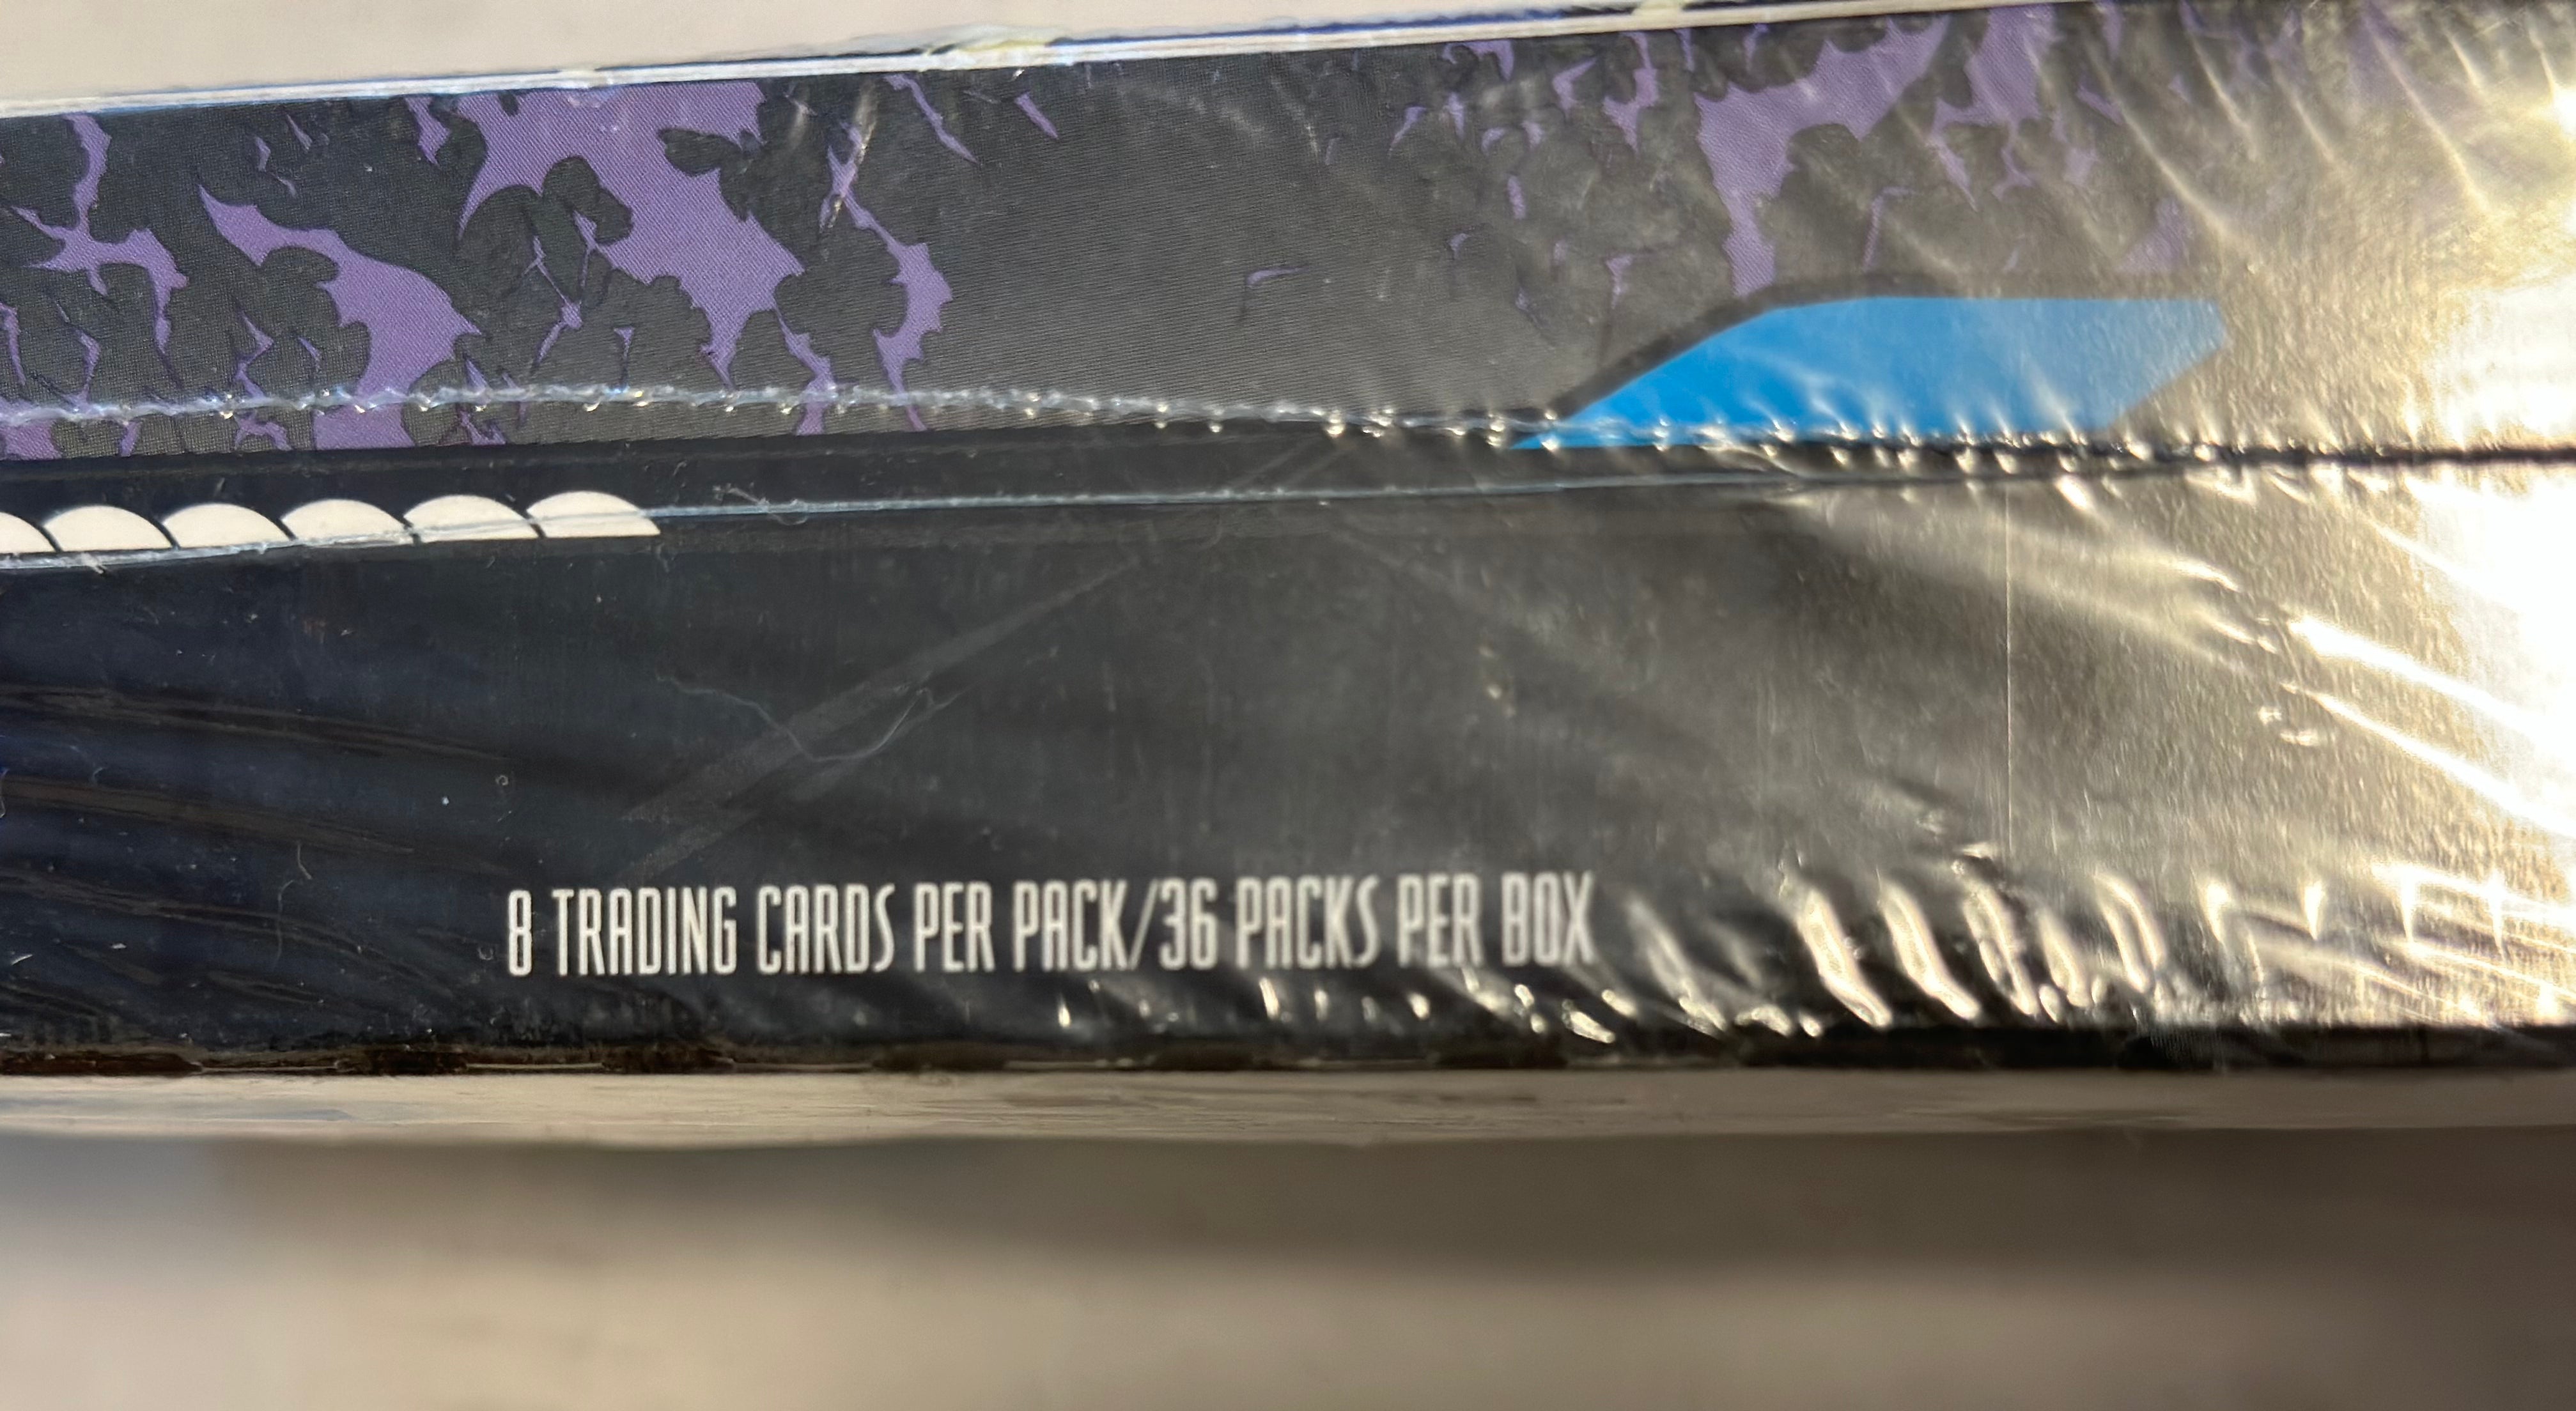 8 TRADING CARDS PER PACK/36 PACKS PER BOX